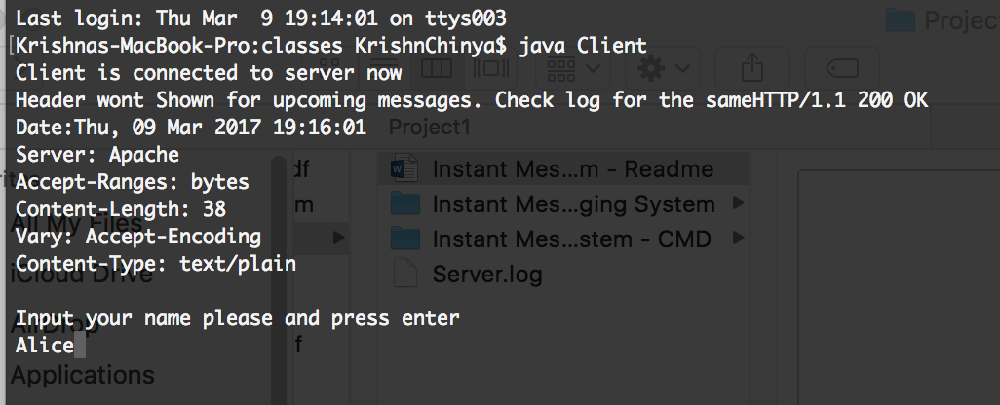 Last login: Thu Mar  9 19:14:01 on ttys003
[Krishnas-MacBook-Pro:classes KrishnChinya$ java Client
Client is connected to server now
Header wont Shown for upcoming messages. Check log for the sameHTTP/1.1 200 OK
Date:Thu, 09 Mar 2017 19:16:01
Server: Apache
Accept-Ranges: bytes
Content-Length: 38
Vary: Accept-Encoding
Content-Type: text/plain
Input your name please and press enter
Alice
All My Files
iCloud Drive
AirDrop
Applications
df
m
f
Project
Project1
Instant Mes...m - Readme
Instant Mes...ging System
Instant Mes...stem - CMD
Server.log